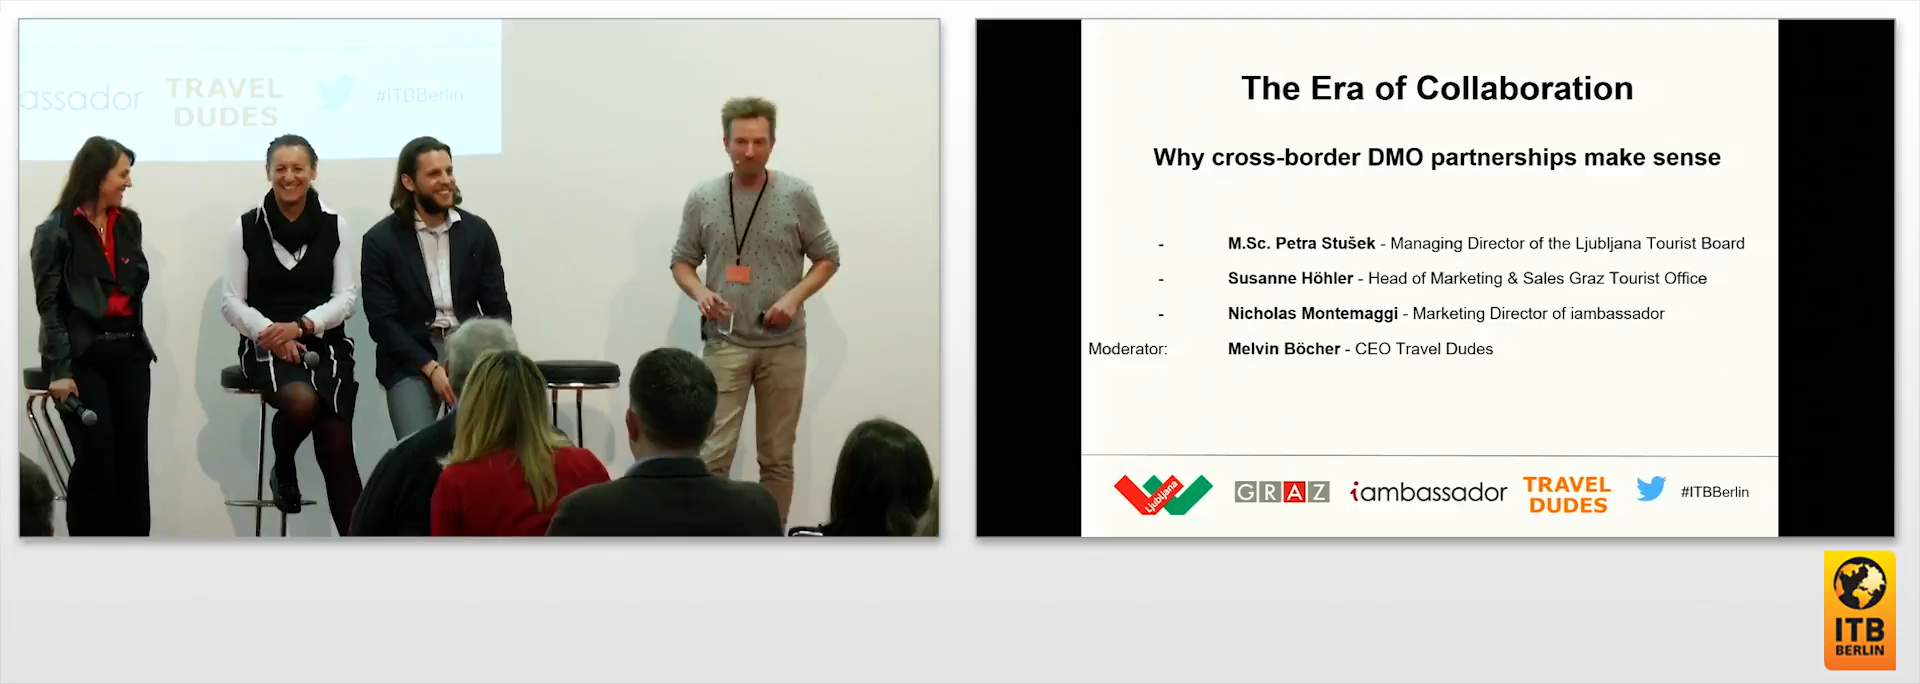 assador
TRAVEL
DUDES
#ITBBerlin
The Era of Collaboration
Why cross-border DMO partnerships make sense
- M.Sc. Petra Stušek - Managing Director of the Ljubljana Tourist Board
- Susanne Höhler - Head of Marketing & Sales Graz Tourist Office
- Nicholas Montemaggi - Marketing Director of iambassador
Moderator: Melvin Böcher - CEO Travel Dudes
Ljubljana
GRAZ
iambassador
TRAVEL
DUDES
#ITBBerlin
ITB
BERLIN